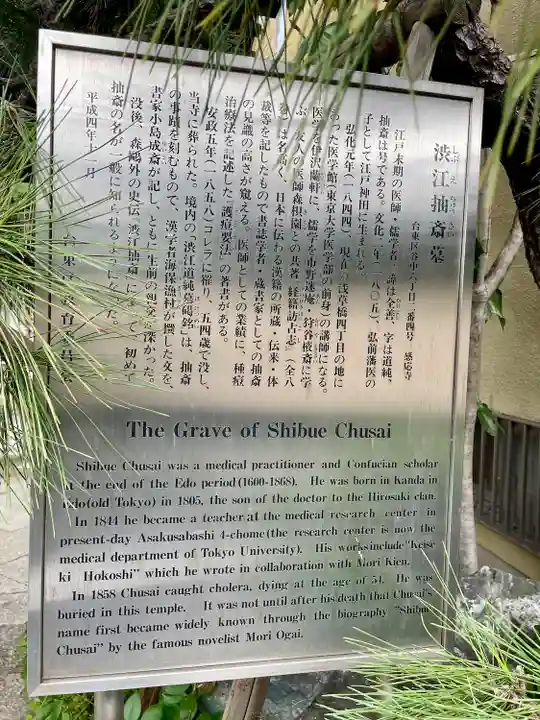 渋江抽斎墓
しぶ え ちゅうさい
台東区谷中六丁目二番四号 感応寺
江戸末期の医師・儒学者。諱は全善、字は道純、
抽斎は号である。文化二年(一八〇五)弘前藩医の
子として江戸神田に生まれる。
弘化元年(一八四四)、現在の浅草橋四丁目の地に
あった医学館(東京大学医学部の前身)の講師になる。
医学を伊沢蘭軒に、儒学を市野迷庵・狩谷棭斎に学
ぶ。友人の医師森枳園との共著『経籍訪古志』(全八
巻)は名高く、日本に伝わる漢籍の所蔵・伝来・体
裁等を記したもので書誌学者・蔵書家としての抽斎
の見識の高さが窺える。医師としての業績に、種痘
治療法を記述した『護痘要法』の著書がある。
安政五年(一八五八)コレラに罹り、五四歳で没し、
当寺に葬られた。境内の「渋江道純墓碣銘」は、抽斎
の事蹟を刻むもので、漢学者海保漁村が撰した文を、
書家小島成斎が記し、ともに生前の親交が深かった。
没後、森鷗外の史伝『渋江抽斎』によって、初めて
抽斎の名が一般に知られるようになった。
平成四年十一月
台東 育委員会
The Grave of Shibue Chusai
Shibue Chusai was a medical practitioner and Confucian scholar
at the end of the Edo period(1600-1868). He was born in Kanda in
Edo(old Tokyo) in 1805, the son of the doctor to the Hirosaki clan.
In 1844 he became a teacher at the medical research center in
present-day Asakusabashi 4-chome(the research center is now the
medical department of Tokyo University). His works include "Keise
ki Hokoshi" which he wrote in collaboration with Mori Kien.
In 1858 Chusai caught cholera, dying at the age of 54. He was
buried in this temple. It was not until after his death that Chusai's
name first became widely known through the biography "Shibue
Chusai" by the famous novelist Mori Ogai.